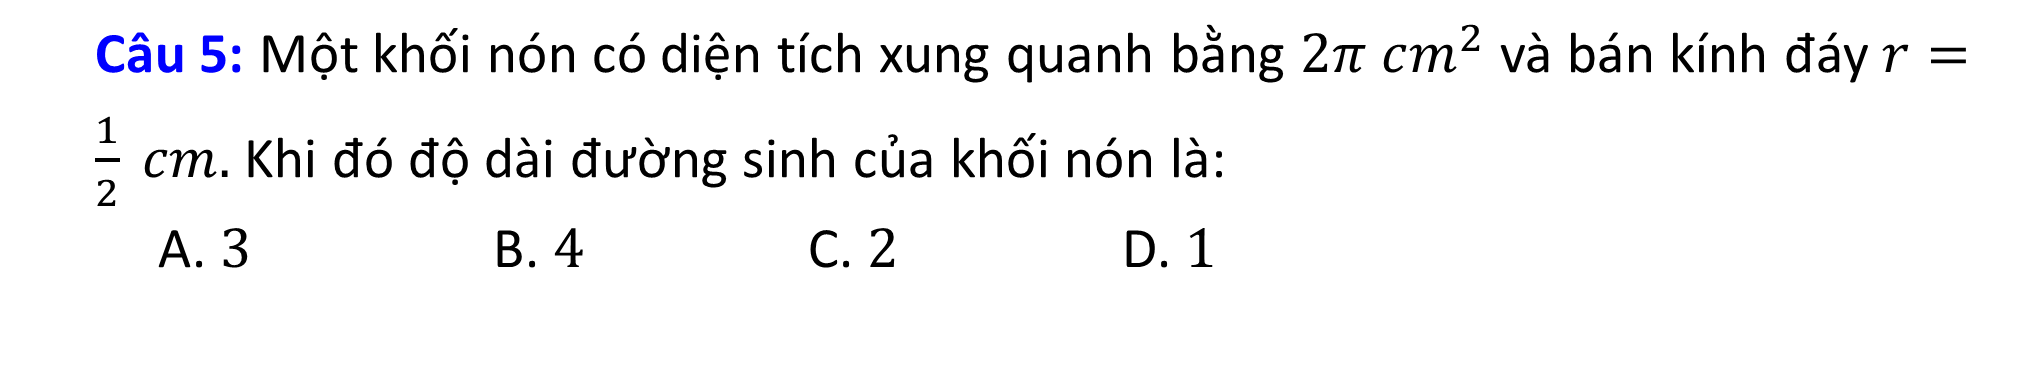 Câu 5: Một khối nón có diện tích xung quanh bằng 2π cm² và bán kính đáy r =
1/2 cm. Khi đó độ dài đường sinh của khối nón là:
A. 3 B. 4 C. 2 D. 1